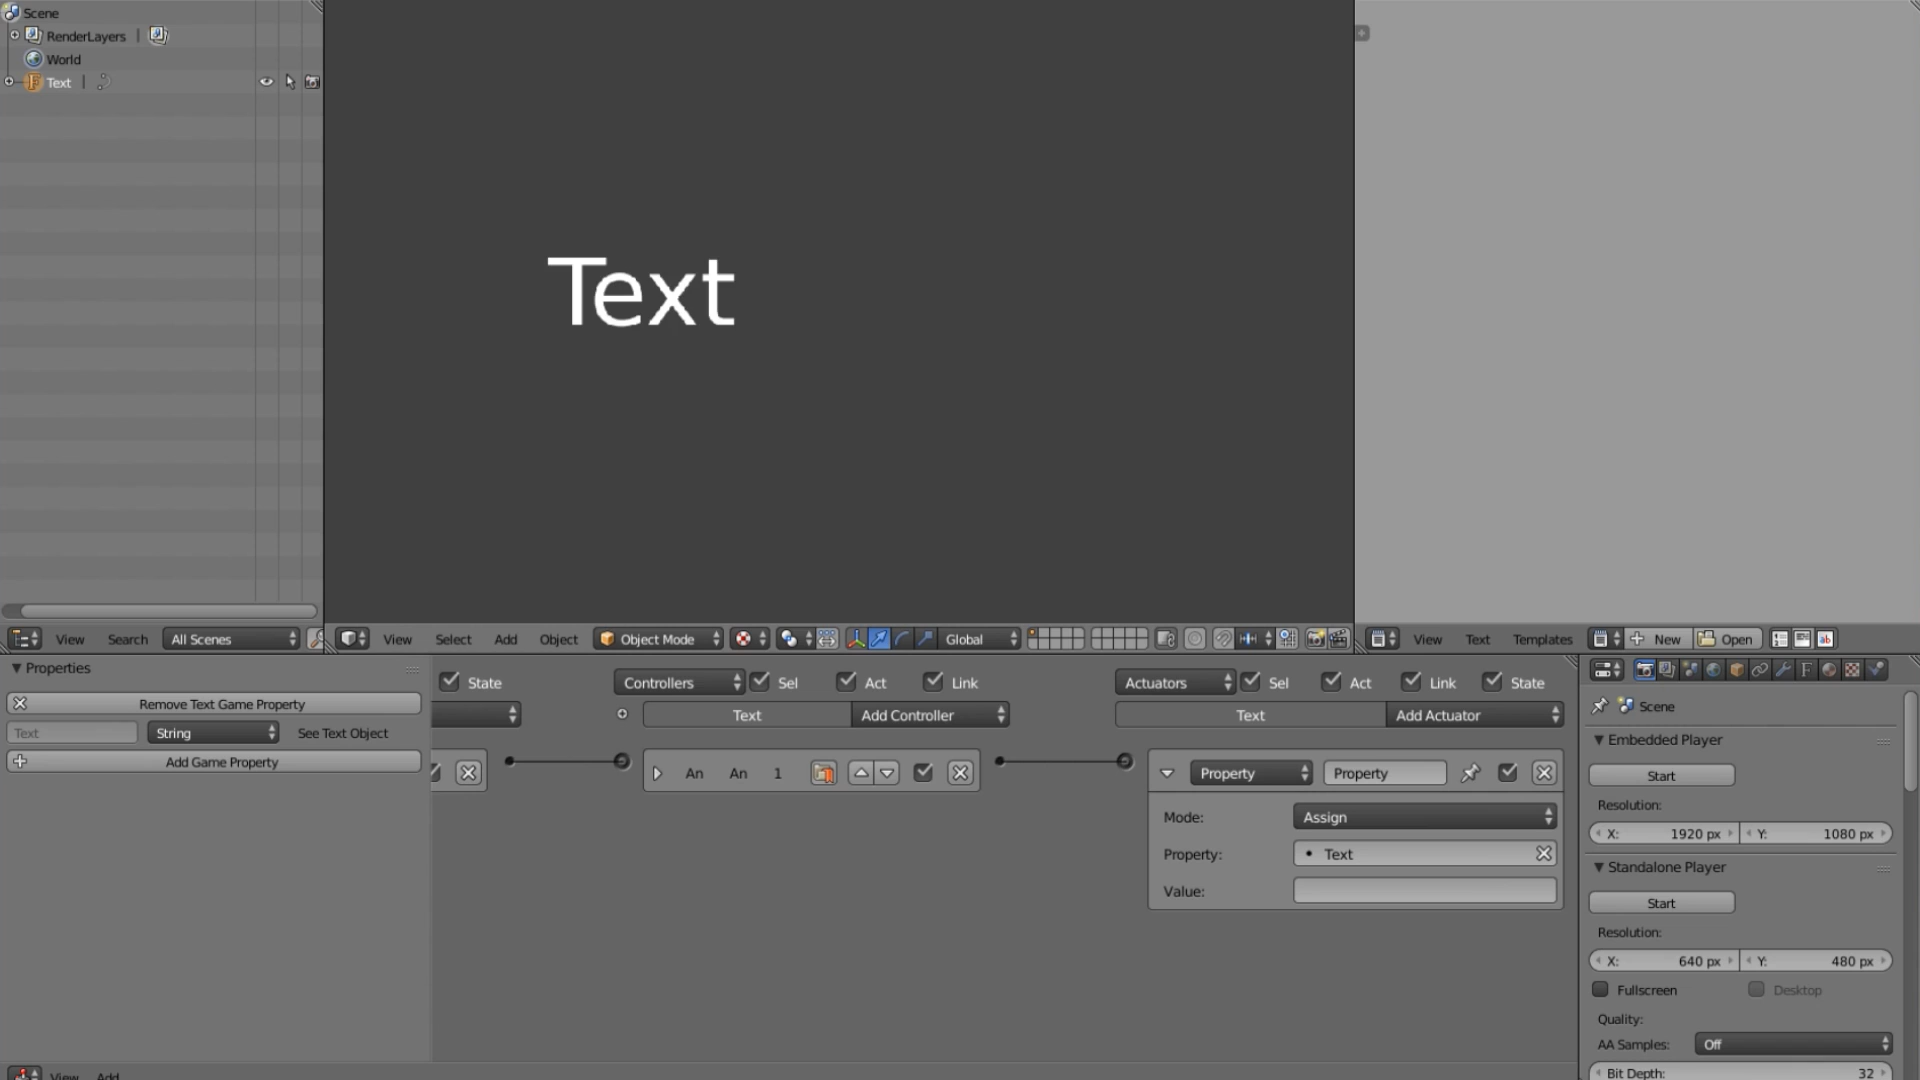 Scene
RenderLayers
World
Text
Text
View Search All Scenes
View Select Add Object Object Mode Global
View Text Templates New Open
Properties
Remove Text Game Property
Text String See Text Object
Add Game Property
State
Controllers Sel Act Link
Text Add Controller
An An 1
Actuators Sel Act Link State
Text Add Actuator
Property Property
Mode: Assign
Property: Text
Value:
Scene
Embedded Player
Start
Resolution:
X: 1920 px Y: 1080 px
Standalone Player
Start
Resolution:
X: 640 px Y: 480 px
Fullscreen Desktop
Quality:
AA Samples: Off
Bit Depth: 32
View Add